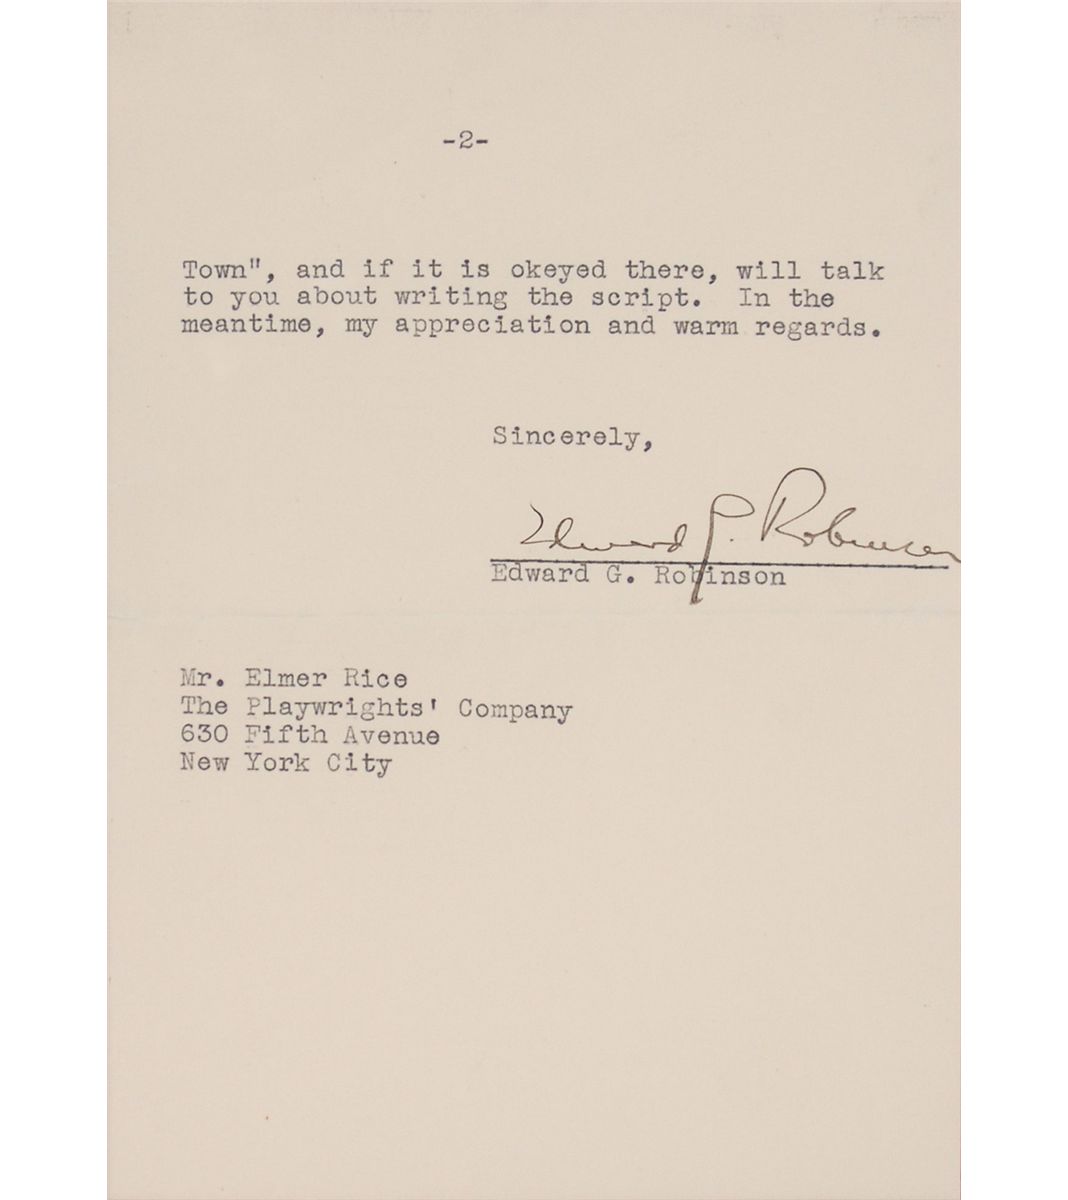 -2-
Town", and if it is okeyed there, will talk
to you about writing the script. In the
meantime, my appreciation and warm regards.
Sincerely,
Edward G. Robinson
Edward G. Robinson
Mr. Elmer Rice
The Playwrights' Company
630 Fifth Avenue
New York City